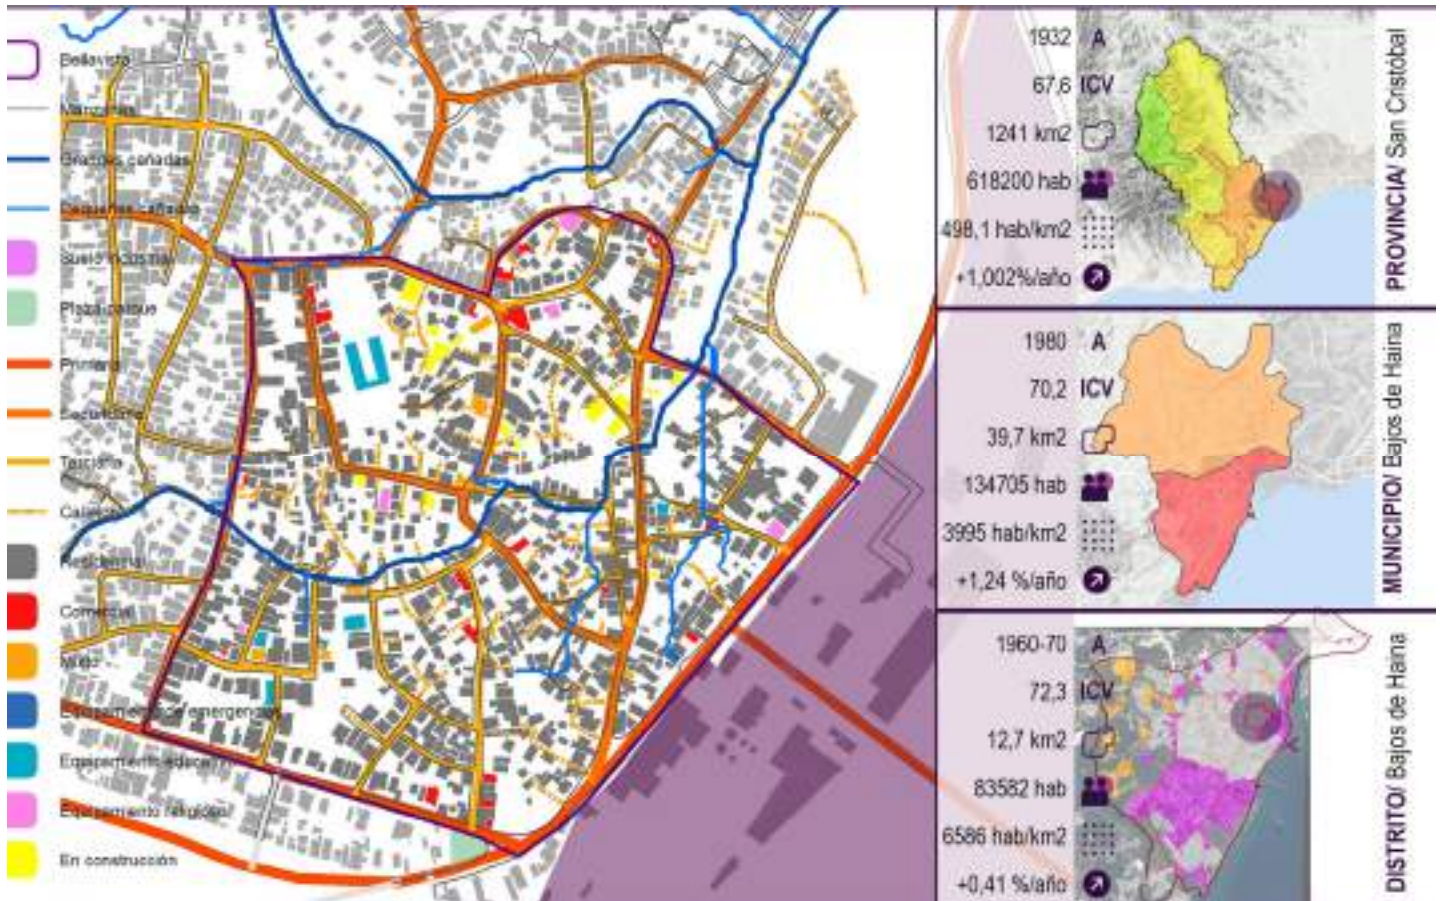 Bellavista
Manzanas
Grandes cañadas
Pequeñas cañadas
Suelo industrial
Plaza-parque
Primaria
Secundaria
Terciaria
Residencial
Comercial
Mixto
Equipamiento de emergencias
Equipamiento educativo
Equipamiento religioso
En construcción
1932 A
67,6 ICV
1241 km2
618200 hab
498,1 hab/km2
+1,002%/año
PROVINCIA/ San Cristóbal
1980 A
70,2 ICV
39,7 km2
134705 hab
3995 hab/km2
+1,24 %/año
MUNICIPIO/ Bajos de Haina
1960-70 A
72,3 ICV
12,7 km2
83582 hab
6586 hab/km2
+0,41 %/año
DISTRITO/ Bajos de Haina